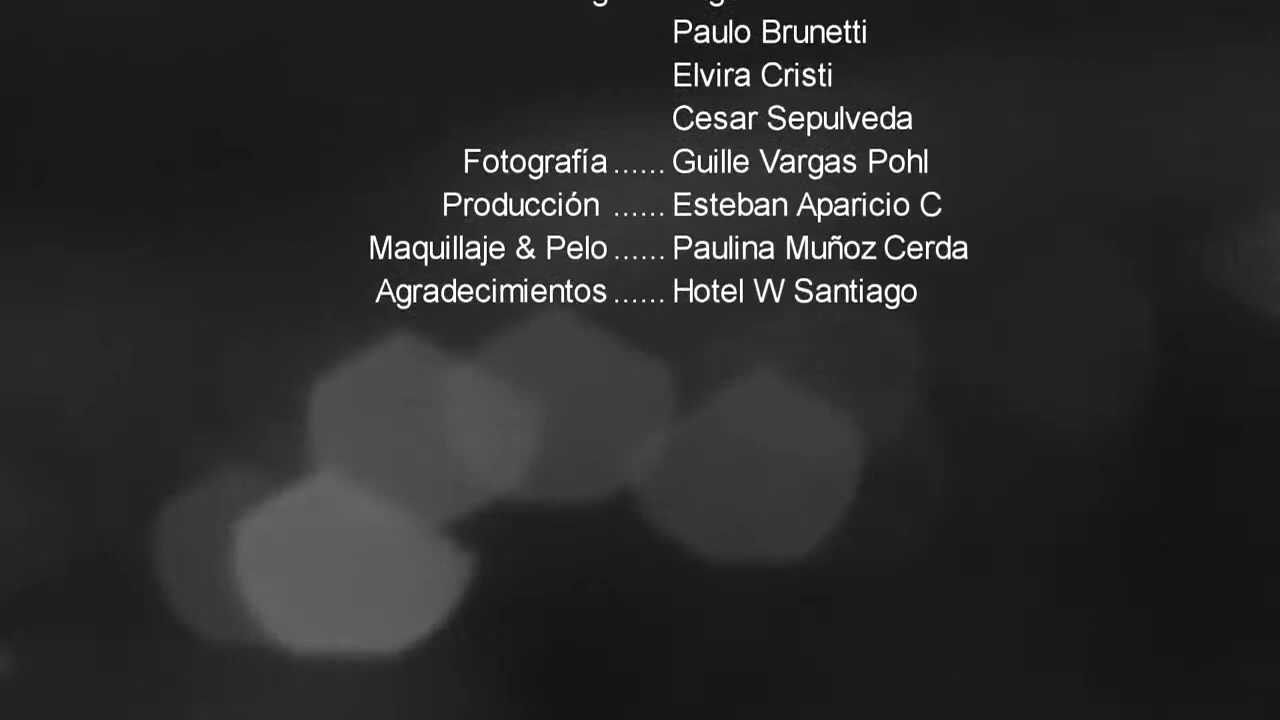 Paulo Brunetti
Elvira Cristi
Cesar Sepulveda
Fotografía ...... Guille Vargas Pohl
Producción ...... Esteban Aparicio C
Maquillaje & Pelo ...... Paulina Muñoz Cerda
Agradecimientos ...... Hotel W Santiago